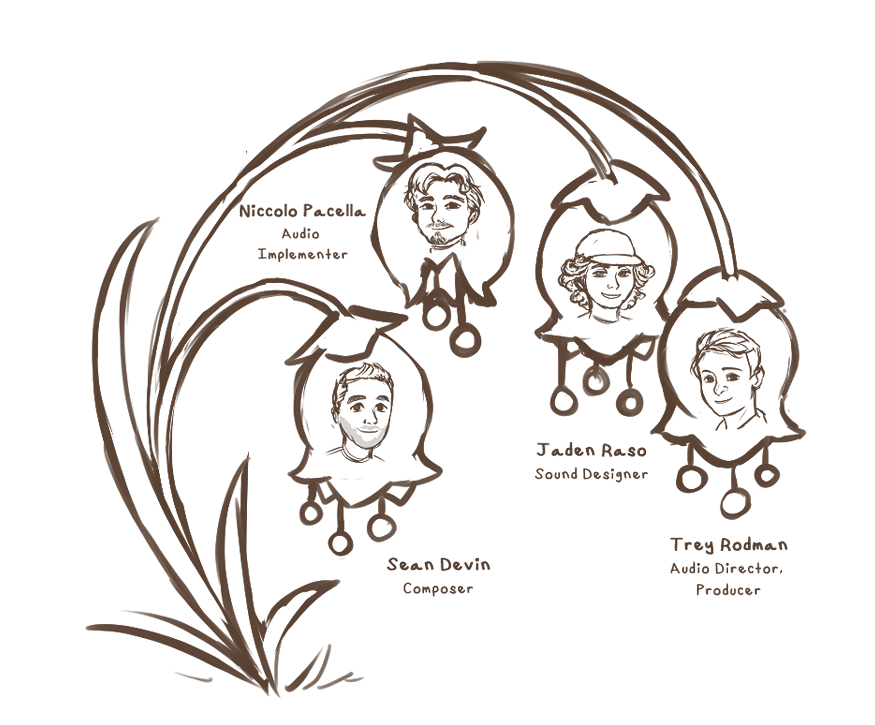 Niccolo Pacella
Audio
Implementer
Sean Devin
Composer
Jaden Raso
Sound Designer
Trey Rodman
Audio Director,
Producer